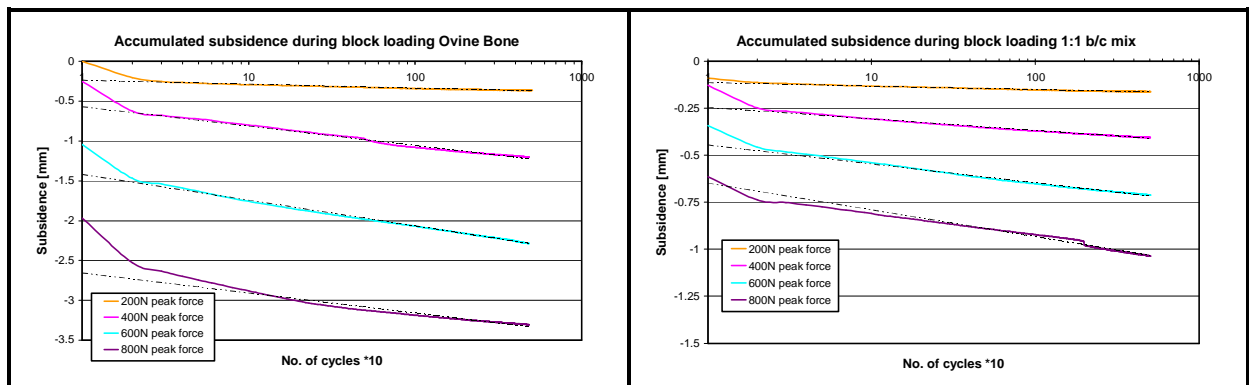 Accumulated subsidence during block loading Ovine Bone
0
-0.5
-1
-1.5
-2
-2.5
-3
-3.5
1
10
100
1000
Subsidence [mm]
200N peak force
400N peak force
600N peak force
800N peak force
No. of cycles *10
Accumulated subsidence during block loading 1:1 b/c mix
0
-0.25
-0.5
-0.75
-1
-1.25
-1.5
1
10
100
1000
Subsidence [mm]
200N peak force
400N peak force
600N peak force
800N peak force
No. of cycles *10